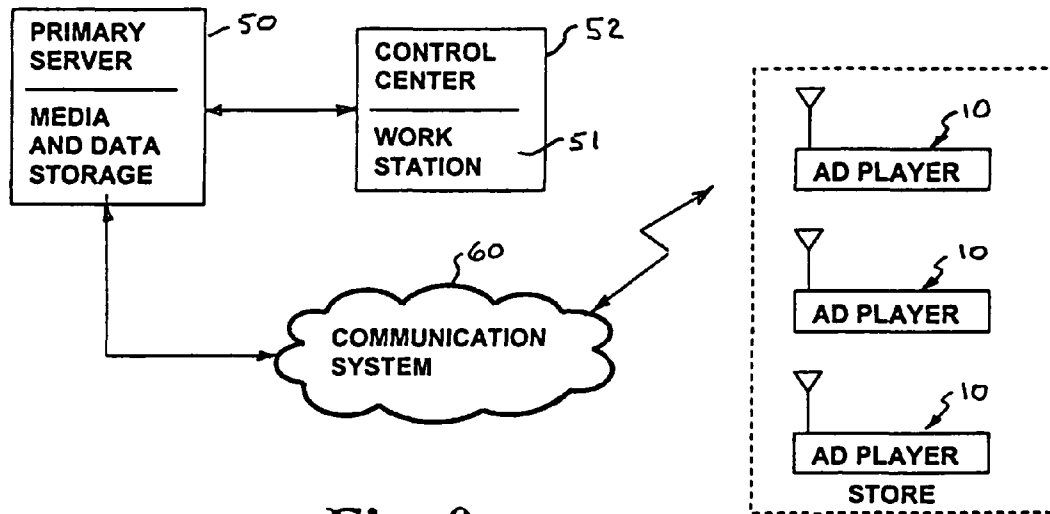 PRIMARY
SERVER
MEDIA
AND DATA
STORAGE
50
CONTROL
CENTER
WORK
STATION
52
51
60
COMMUNICATION
SYSTEM
10
AD PLAYER
10
AD PLAYER
10
AD PLAYER
STORE